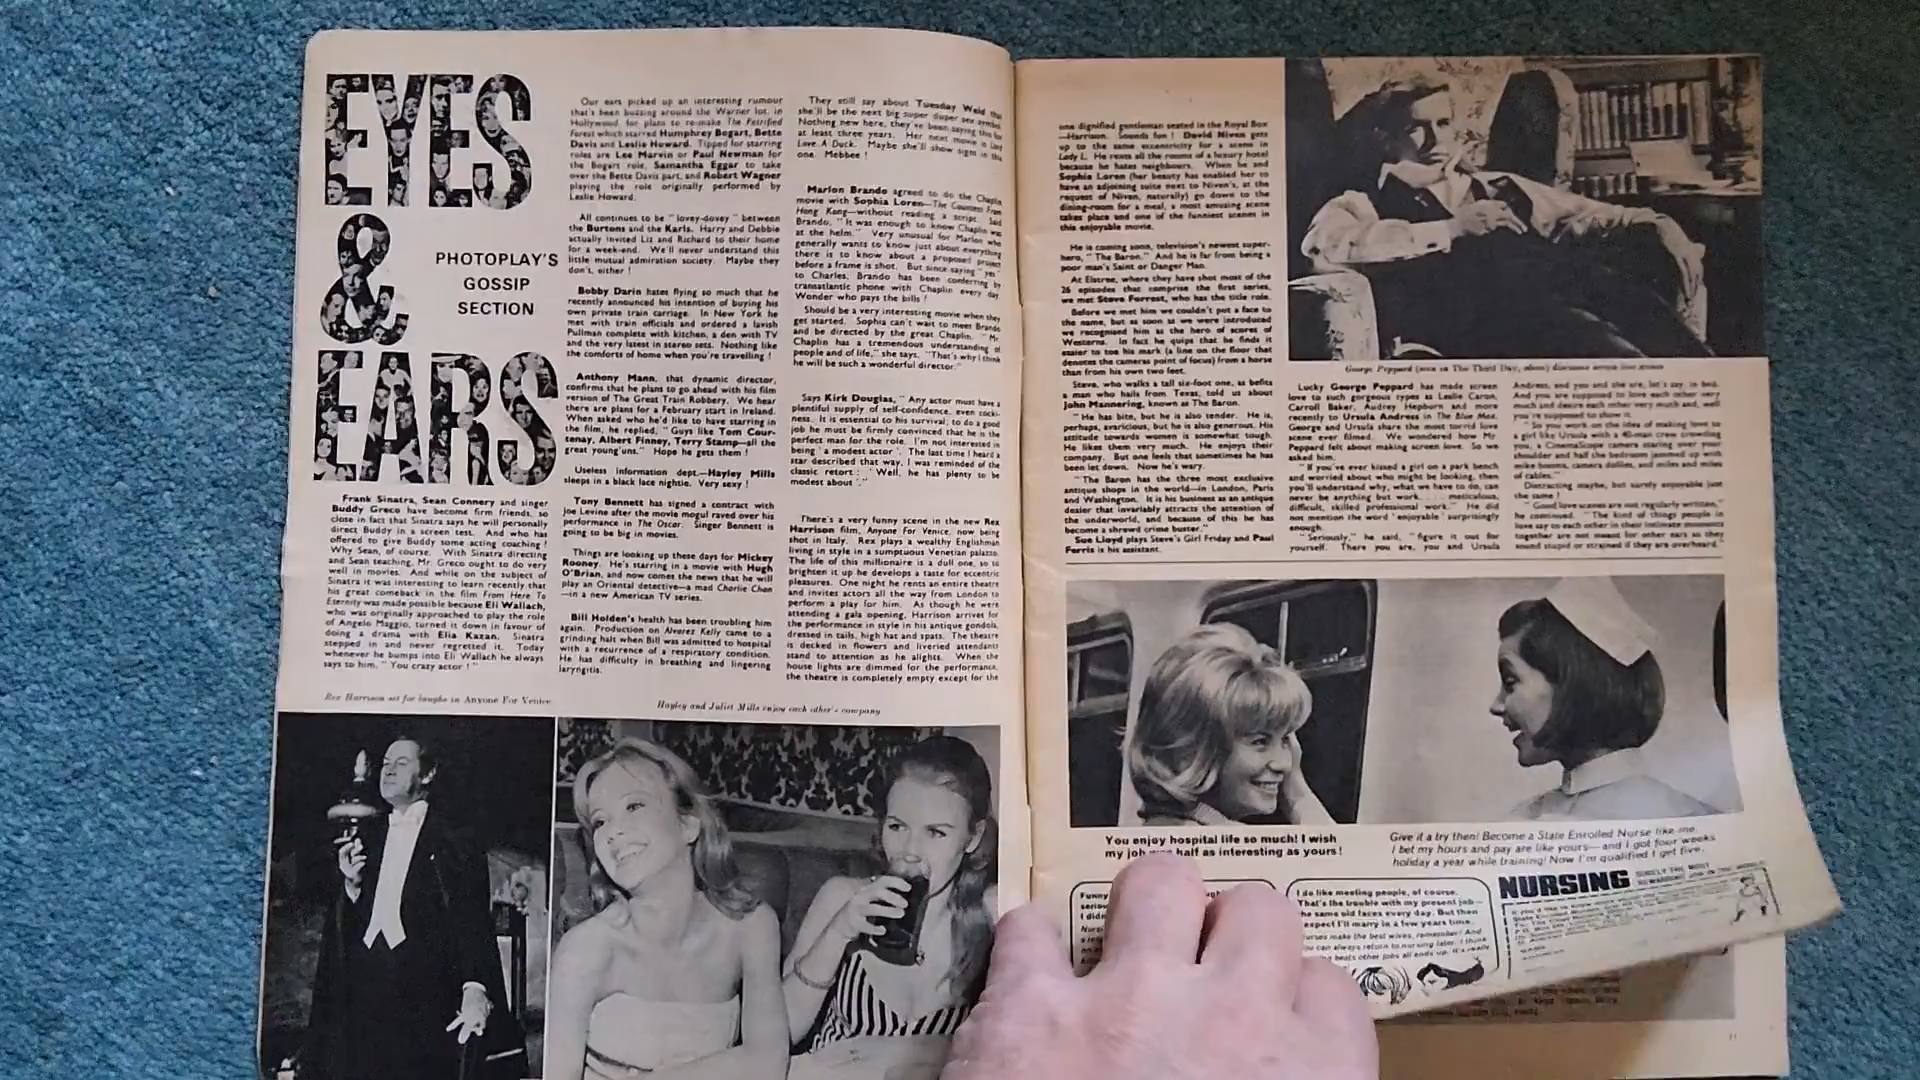 EYES
&
EARS
PHOTOPLAY'S
GOSSIP
SECTION
Frank Sinatra, Sean Connery and singer
Buddy Greco have become firm friends, so
close in fact that Sinatra says he will personally
direct Buddy in a screen test. And who has
offered to give Buddy some acting coaching?
Why Sean, of course. With Sinatra directing
and Sean teaching, Mr. Greco ought to do very
well in movies. And while on the subject of
Sinatra it was interesting to learn recently that
his great comeback in the film From Here To
Eternity was made possible because Eli Wallach,
who was originally approached to play the role
of Angelo Maggio, turned it down in favour of
doing a drama with Elia Kazan. Sinatra
stepped in and never regretted it. Today
whenever he bumps into Eli Wallach he always
says to him, "You crazy actor!"
Our ears picked up an interesting rumour
that's been buzzing around the Warner lot, in
Hollywood, for plans to re-make The Petrified
Forest which starred Humphrey Bogart, Bette
Davis and Leslie Howard. Tipped for starring
roles are Lee Marvin or Paul Newman for
the Bogart role, Samantha Eggar to take
over the Bette Davis part, and Robert Wagner
playing the role originally performed by
Leslie Howard.
All continues to be "lovey-dovey" between
the Burtons and the Karls. Harry and Debbie
actually invited Liz and Richard to their home
for a week-end. We'll never understand this
little mutual admiration society. Maybe they
don't, either!
Bobby Darin hates flying so much that he
recently announced his intention of buying his
own private train carriage. In New York he
met with train officials and ordered a lavish
Pullman complete with kitchen, a den with TV
and the very latest in stereo sets. Nothing like
the comforts of home when you're travelling!
Anthony Mann, that dynamic director,
confirms that he plans to go ahead with his film
version of The Great Train Robbery. We hear
there are plans for a February start in Ireland.
When asked who he'd like to have starring in
the film, he replied, "Guys like Tom Cour-
tenay, Albert Finney, Terry Stamp—all the
great young'uns." Hope he gets them!
Useless information dept.—Hayley Mills
sleeps in a black lace nightie. Very sexy!
Tony Bennett has signed a contract with
Joe Levine after the movie mogul raved over his
performance in The Oscar. Singer Bennett is
going to be big in movies.
Things are looking up these days for Mickey
Rooney. He's starring in a movie with Hugh
O'Brian, and now comes the news that he will
play an Oriental detective—a mad Charlie Chan
—in a new American TV series.
Bill Holden's health has been troubling him
again. Production on Alvarez Kelly came to a
grinding halt when Bill was admitted to hospital
with a recurrence of a respiratory condition.
He has difficulty in breathing and lingering
laryngitis.
They still say about Tuesday Weld that
she'll be the next big super duper sex symbol.
Nothing new here, they've been saying this for
at least three years. Her next movie is Lord
Love A Duck. Maybe she'll show signs in this
one. Mebbee!
Marlon Brando agreed to do the Chaplin
movie with Sophia Loren—The Countess From
Hong Kong—without reading a script. Said
Brando, "It was enough to know Chaplin was
at the helm." Very unusual for Marlon who
generally wants to know just about everything
there is to know about a proposed project
before a frame is shot. But since saying "yes"
to Charles, Brando has been conferring by
transatlantic phone with Chaplin every day.
Wonder who pays the bills!
Should be a very interesting movie when they
get started. Sophia can't wait to meet Brando
and be directed by the great Chaplin. "Mr.
Chaplin has a tremendous understanding of
people and of life," she says. "That's why I think
he will be such a wonderful director."
Says Kirk Douglas, "Any actor must have a
plentiful supply of self-confidence, even cocki-
ness. It is essential to his survival; to do a good
job he must be firmly convinced that he is the
perfect man for the role. I'm not interested in
being 'a modest actor'. The last time I heard a
star described that way, I was reminded of the
classic retort: 'Well, he has plenty to be
modest about'."
There's a very funny scene in the new Rex
Harrison film, Anyone For Venice, now being
shot in Italy. Rex plays a wealthy Englishman
living in style in a sumptuous Venetian palazzo.
The life of this millionaire is a dull one, so to
brighten it up he develops a taste for eccentric
pleasures. One night he rents an entire theatre
and invites actors all the way from London to
perform a play for him. As though he were
attending a gala opening, Harrison arrives for
the performance in style in his antique gondola,
dressed in tails, high hat and spats. The theatre
is decked in flowers and liveried attendants
stand to attention as he alights. When the
house lights are dimmed for the performance,
the theatre is completely empty except for the
Rex Harrison set for laughs in Anyone For Venice
Hayley and Juliet Mills enjoy each other's company
one dignified gentleman seated in the Royal Box
—Harrison. Sounds fun! David Niven gets
up to the same eccentricity for a scene in
Lady L. He rents all the rooms of a luxury hotel
because he hates neighbours. When he and
Sophia Loren (her beauty has enabled her to
have an adjoining suite next to Niven's, at the
request of Niven, naturally) go down to the
dining-room for a meal, a most amusing scene
takes place and one of the funniest scenes in
this enjoyable movie.
He is coming soon, television's newest super-
hero, "The Baron." And he is far from being a
poor man's Saint or Danger Man.
At Elstree, where they have shot most of the
26 episodes that comprise the first series,
we met Steve Forrest, who has the title role.
Before we met him we couldn't put a face to
the name, but as soon as we were introduced
we recognised him as the hero of scores of
Westerns. In fact he quips that he finds it
easier to toe his mark (a line on the floor that
denotes the cameras point of focus) from a horse
than from his own two feet.
Steve, who walks a tall six-foot one, as befits
a man who hails from Texas, told us about
John Mannering, known as The Baron.
"He has bite, but he is also tender. He is,
perhaps, avaricious, but he is also generous. His
attitude towards women is somewhat tough.
He likes them very much. He enjoys their
company. But one feels that sometimes he has
been let down. Now he's wary.
"The Baron has the three most exclusive
antique shops in the world—in London, Paris
and Washington. It is his business as an antique
dealer that invariably attracts the attention of
the underworld, and because of this he has
become a shrewd crime buster."
Sue Lloyd plays Steve's Girl Friday and Paul
Ferris is his assistant.
George Peppard (seen in The Third Day, above) discusses screen love scenes
Lucky George Peppard has made screen
love to such gorgeous types as Leslie Caron,
Carroll Baker, Audrey Hepburn and more
recently to Ursula Andress in The Blue Max.
George and Ursula share the most torrid love
scene ever filmed. We wondered how Mr.
Peppard felt about making screen love. So we
asked him.
"If you've ever kissed a girl on a park bench
and worried about who might be looking, then
you'll understand why, what we have to do, can
never be anything but work . . . meticulous,
difficult, skilled professional work." He did
not mention the word 'enjoyable' surprisingly
enough.
"Seriously," he said, "figure it out for
yourself. There you are, you and Ursula
Andress, and you and she are, let's say, in bed.
And you are supposed to love each other very
much and desire each other very much and, well
you're supposed to show it.
"So you work on the idea of making love to
a girl like Ursula with a 40-man crew crowding
you, a CinemaScope camera staring over your
shoulder and half the bedroom jammed up with
mike booms, camera dollies, and miles and miles
of cables."
Distracting maybe, but surely enjoyable just
the same!
"Good love scenes are not regularly written,"
he continued. "The kind of things people in
love say to each other in their intimate moments
together are not meant for other ears so they
sound stupid or strained if they are overheard."
You enjoy hospital life so much! I wish
my job was half as interesting as yours!
Give it a try then! Become a State Enrolled Nurse like me.
I bet my hours and pay are like yours—and I got four weeks
holiday a year while training! Now I'm qualified I get five.
Funny
I do like meeting people, of course.
That's the trouble with my present job—
the same old faces every day. But then
expect I'll marry in a few years time.
Nurses make the best wives, remember! And
you can always return to nursing later. I think
beats other jobs all ends up. It's really
NURSING
SURELY THE MOST